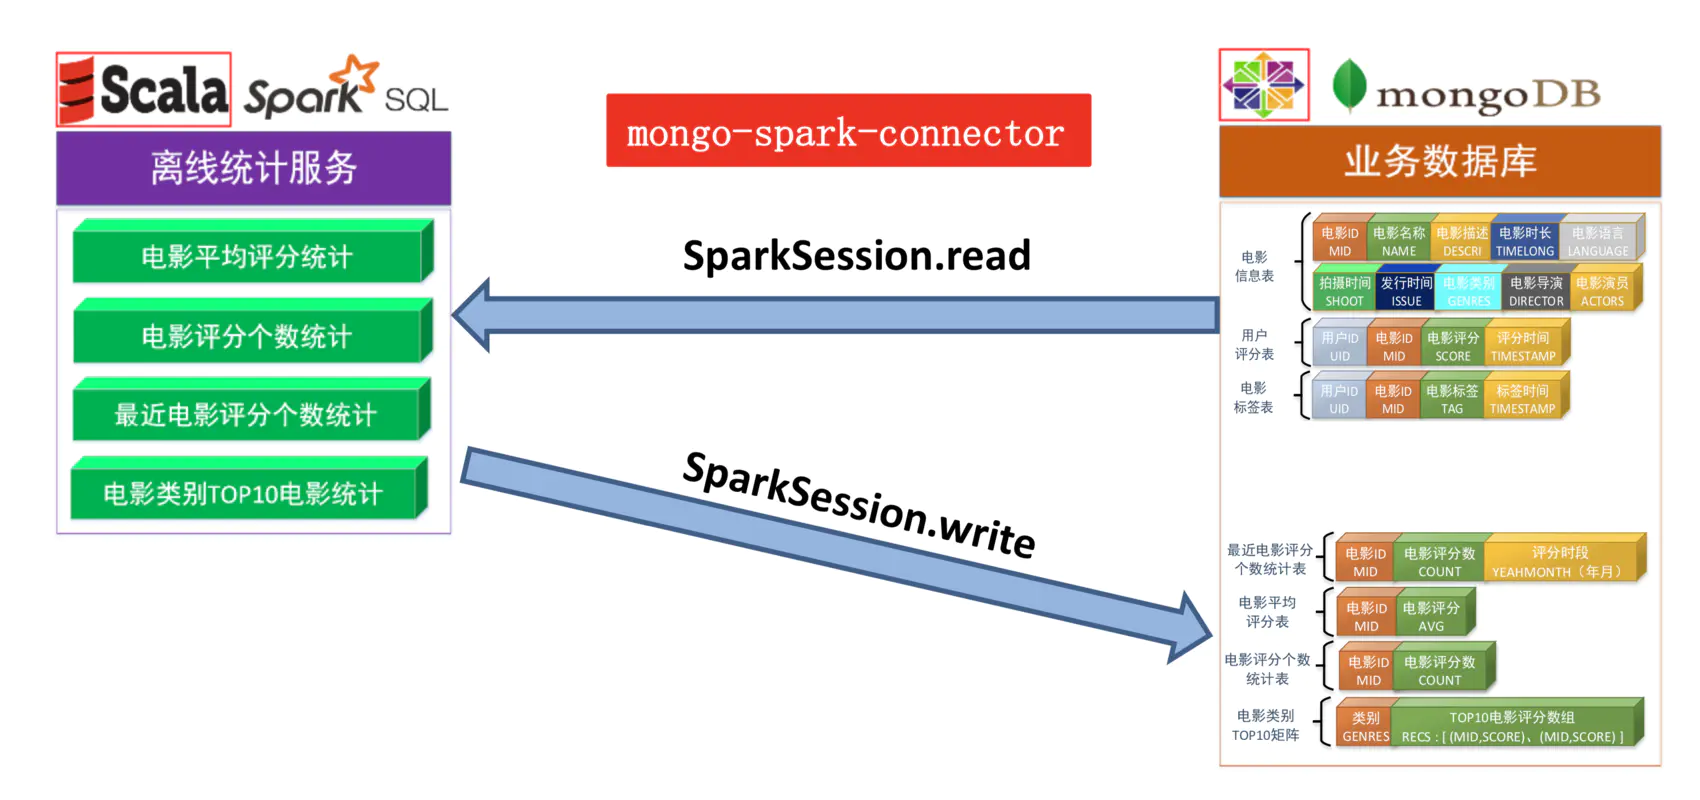 Scala
Spark SQL
离线统计服务
电影平均评分统计
电影评分个数统计
最近电影评分个数统计
电影类别TOP10电影统计
mongo-spark-connector
SparkSession.read
SparkSession.write
mongoDB
业务数据库
电影
信息表
电影ID 电影名称 电影描述 电影时长 电影语言
MID NAME DESCRI TIMELONG LANGUAGE
拍摄时间 发行时间 电影类别 电影导演 电影演员
SHOOT ISSUE GENRES DIRECTOR ACTORS
用户
评分表
用户ID 电影ID 电影评分 评分时间
UID MID SCORE TIMESTAMP
电影
标签表
用户ID 电影ID 电影标签 标签时间
UID MID TAG TIMESTAMP
最近电影评分
个数统计表
电影ID 电影评分数 评分时段
MID COUNT YEAHMONTH（年月）
电影平均
评分表
电影ID 电影评分
MID AVG
电影评分个数
统计表
电影ID 电影评分数
MID COUNT
电影类别
TOP10矩阵
类别 TOP10电影评分数组
GENRES RECS : [ (MID,SCORE)、(MID,SCORE) ]